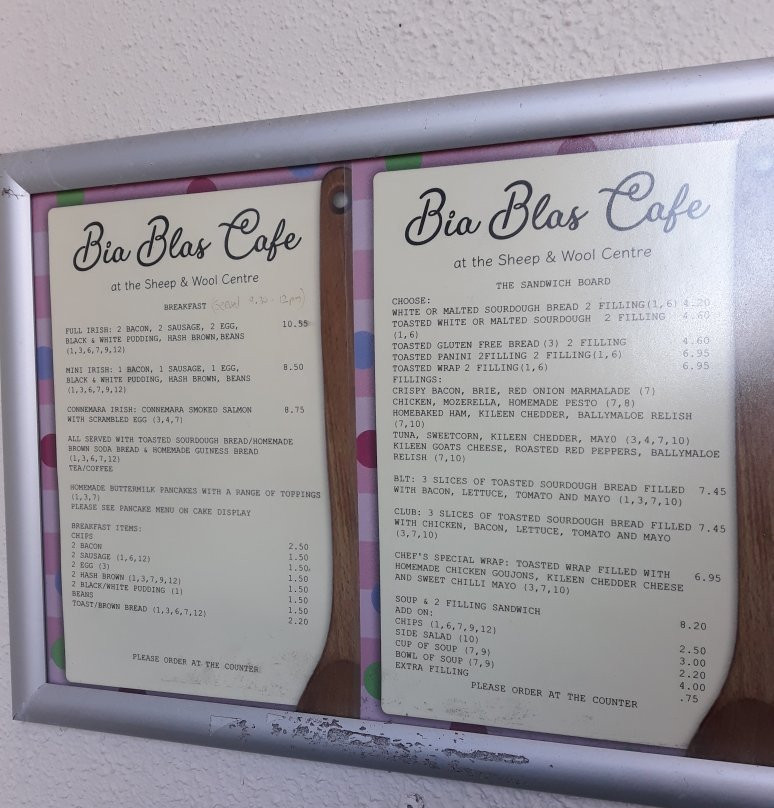 Bia Blas Cafe
at the Sheep & Wool Centre
BREAKFAST (Served 9.30 - 12pm)
FULL IRISH: 2 BACON, 2 SAUSAGE, 2 EGG, 10.55
BLACK & WHITE PUDDING, HASH BROWN,BEANS
(1,3,6,7,9,12)
MINI IRISH: 1 BACON, 1 SAUSAGE, 1 EGG, 8.50
BLACK & WHITE PUDDING, HASH BROWN, BEANS
(1,3,6,7,9,12)
CONNEMARA IRISH: CONNEMARA SMOKED SALMON 8.75
WITH SCRAMBLED EGG (3,4,7)
ALL SERVED WITH TOASTED SOURDOUGH BREAD/HOMEMADE
BROWN SODA BREAD & HOMEMADE GUINESS BREAD
(1,3,6,7,12)
TEA/COFFEE
HOMEMADE BUTTERMILK PANCAKES WITH A RANGE OF TOPPINGS
(1,3,7)
PLEASE SEE PANCAKE MENU ON CAKE DISPLAY
BREAKFAST ITEMS:
CHIPS 2.50
2 BACON 1.50
2 SAUSAGE (1,6,12) 1.50
2 EGG (3) 1.50
2 HASH BROWN (1,3,7,9,12) 1.50
2 BLACK/WHITE PUDDING (1) 1.50
BEANS 1.50
TOAST/BROWN BREAD (1,3,6,7,12) 2.20
PLEASE ORDER AT THE COUNTER
Bia Blas Cafe
at the Sheep & Wool Centre
THE SANDWICH BOARD
CHOOSE:
WHITE OR MALTED SOURDOUGH BREAD 2 FILLING(1,6) 4.20
TOASTED WHITE OR MALTED SOURDOUGH 2 FILLING 4.60
(1,6)
TOASTED GLUTEN FREE BREAD(3) 2 FILLING 4.60
TOASTED PANINI 2FILLING 2 FILLING(1,6) 6.95
TOASTED WRAP 2 FILLING(1,6) 6.95
FILLINGS:
CRISPY BACON, BRIE, RED ONION MARMALADE (7)
CHICKEN, MOZERELLA, HOMEMADE PESTO (7,8)
HOMEBAKED HAM, KILEEN CHEDDER, BALLYMALOE RELISH
(7,10)
TUNA, SWEETCORN, KILEEN CHEDDER, MAYO (3,4,7,10)
KILEEN GOATS CHEESE, ROASTED RED PEPPERS, BALLYMALOE
RELISH (7,10)
BLT: 3 SLICES OF TOASTED SOURDOUGH BREAD FILLED 7.45
WITH BACON, LETTUCE, TOMATO AND MAYO (1,3,7,10)
CLUB: 3 SLICES OF TOASTED SOURDOUGH BREAD FILLED 7.45
WITH CHICKEN, BACON, LETTUCE, TOMATO AND MAYO
(3,7,10)
CHEF'S SPECIAL WRAP: TOASTED WRAP FILLED WITH 6.95
HOMEMADE CHICKEN GOUJONS, KILEEN CHEDDER CHEESE
AND SWEET CHILLI MAYO (3,7,10)
SOUP & 2 FILLING SANDWICH 8.20
ADD ON:
CHIPS (1,6,7,9,12) 2.50
SIDE SALAD (10) 3.00
CUP OF SOUP (7,9) 2.20
BOWL OF SOUP (7,9) 4.00
EXTRA FILLING .75
PLEASE ORDER AT THE COUNTER